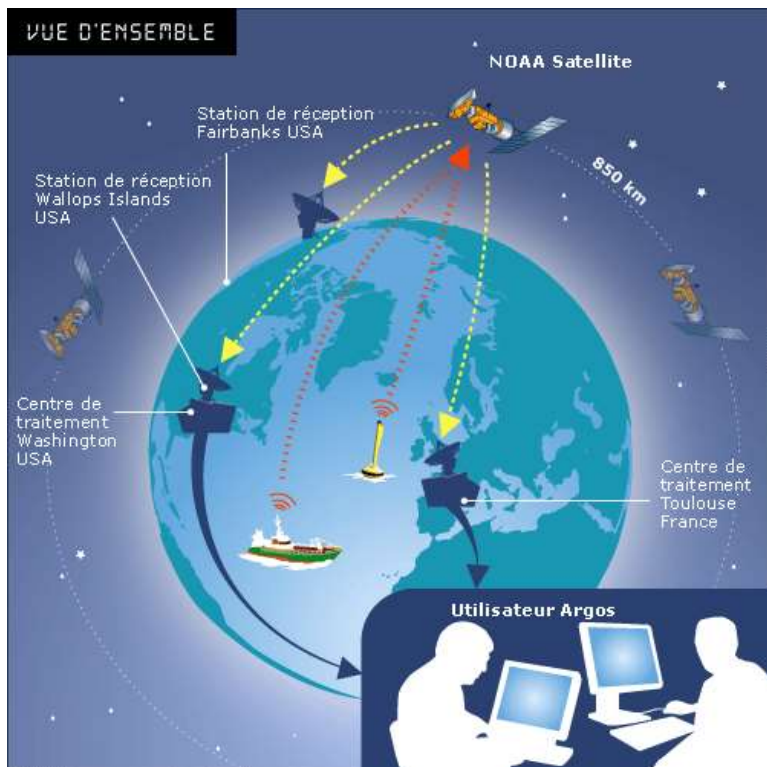 VUE D'ENSEMBLE
NOAA Satellite
Station de réception
Fairbanks USA
850 km
Station de réception
Wallops Islands
USA
Centre de
traitement
Washington
USA
Centre de
traitement
Toulouse
France
Utilisateur Argos